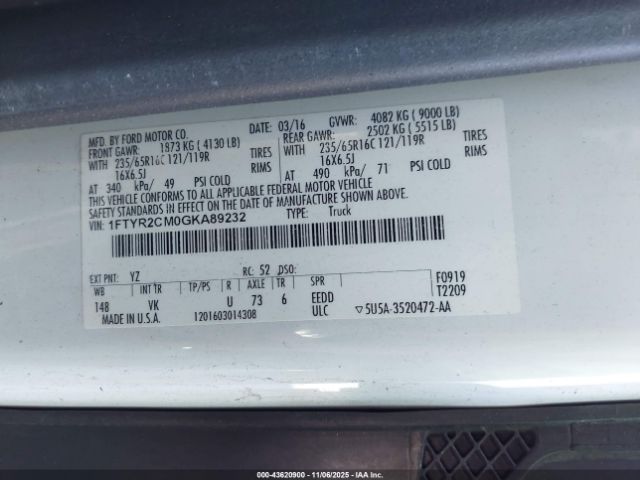 MFD. BY FORD MOTOR CO. DATE: 03/16 GVWR: 4082 KG ( 9000 LB)
FRONT GAWR: 1873 KG ( 4130 LB) REAR GAWR: 2502 KG ( 5515 LB)
WITH 235/65R16C 121/119R TIRES WITH 235/65R16C 121/119R TIRES
16X6.5J RIMS 16X6.5J RIMS
AT 340 kPa/ 49 PSI COLD AT 490 kPa/ 71 PSI COLD
THIS VEHICLE CONFORMS TO ALL APPLICABLE FEDERAL MOTOR VEHICLE
SAFETY STANDARDS IN EFFECT ON THE DATE OF MANUFACTURE SHOWN ABOVE.
VIN: 1FTYR2CM0GKA89232 TYPE: Truck
EXT PNT: YZ RC: 52 DSO: F0919
WB INT TR TP/PS R AXLE TR SPR T2209
148 VK U 73 6 EEDD
MADE IN U.S.A. 1201603014308 ULC ▽5U5A-3520472-AA
000-43620900 - 11/06/2025 - IAAI.COM